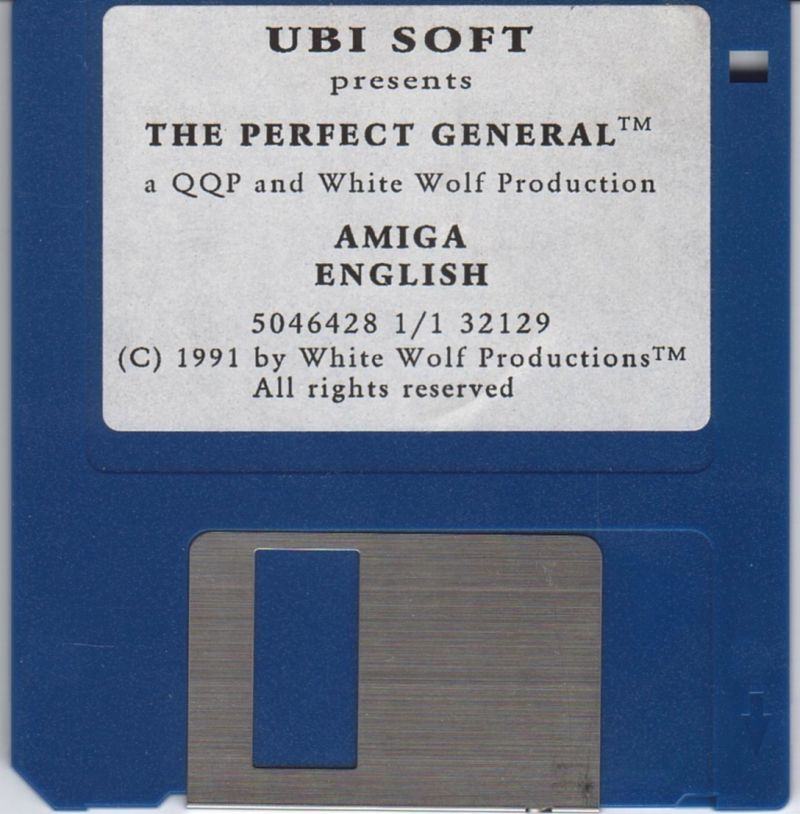 UBI SOFT
presents
THE PERFECT GENERAL™
a QQP and White Wolf Production
AMIGA
ENGLISH
5046428 1/1 32129
(C) 1991 by White Wolf Productions™
All rights reserved